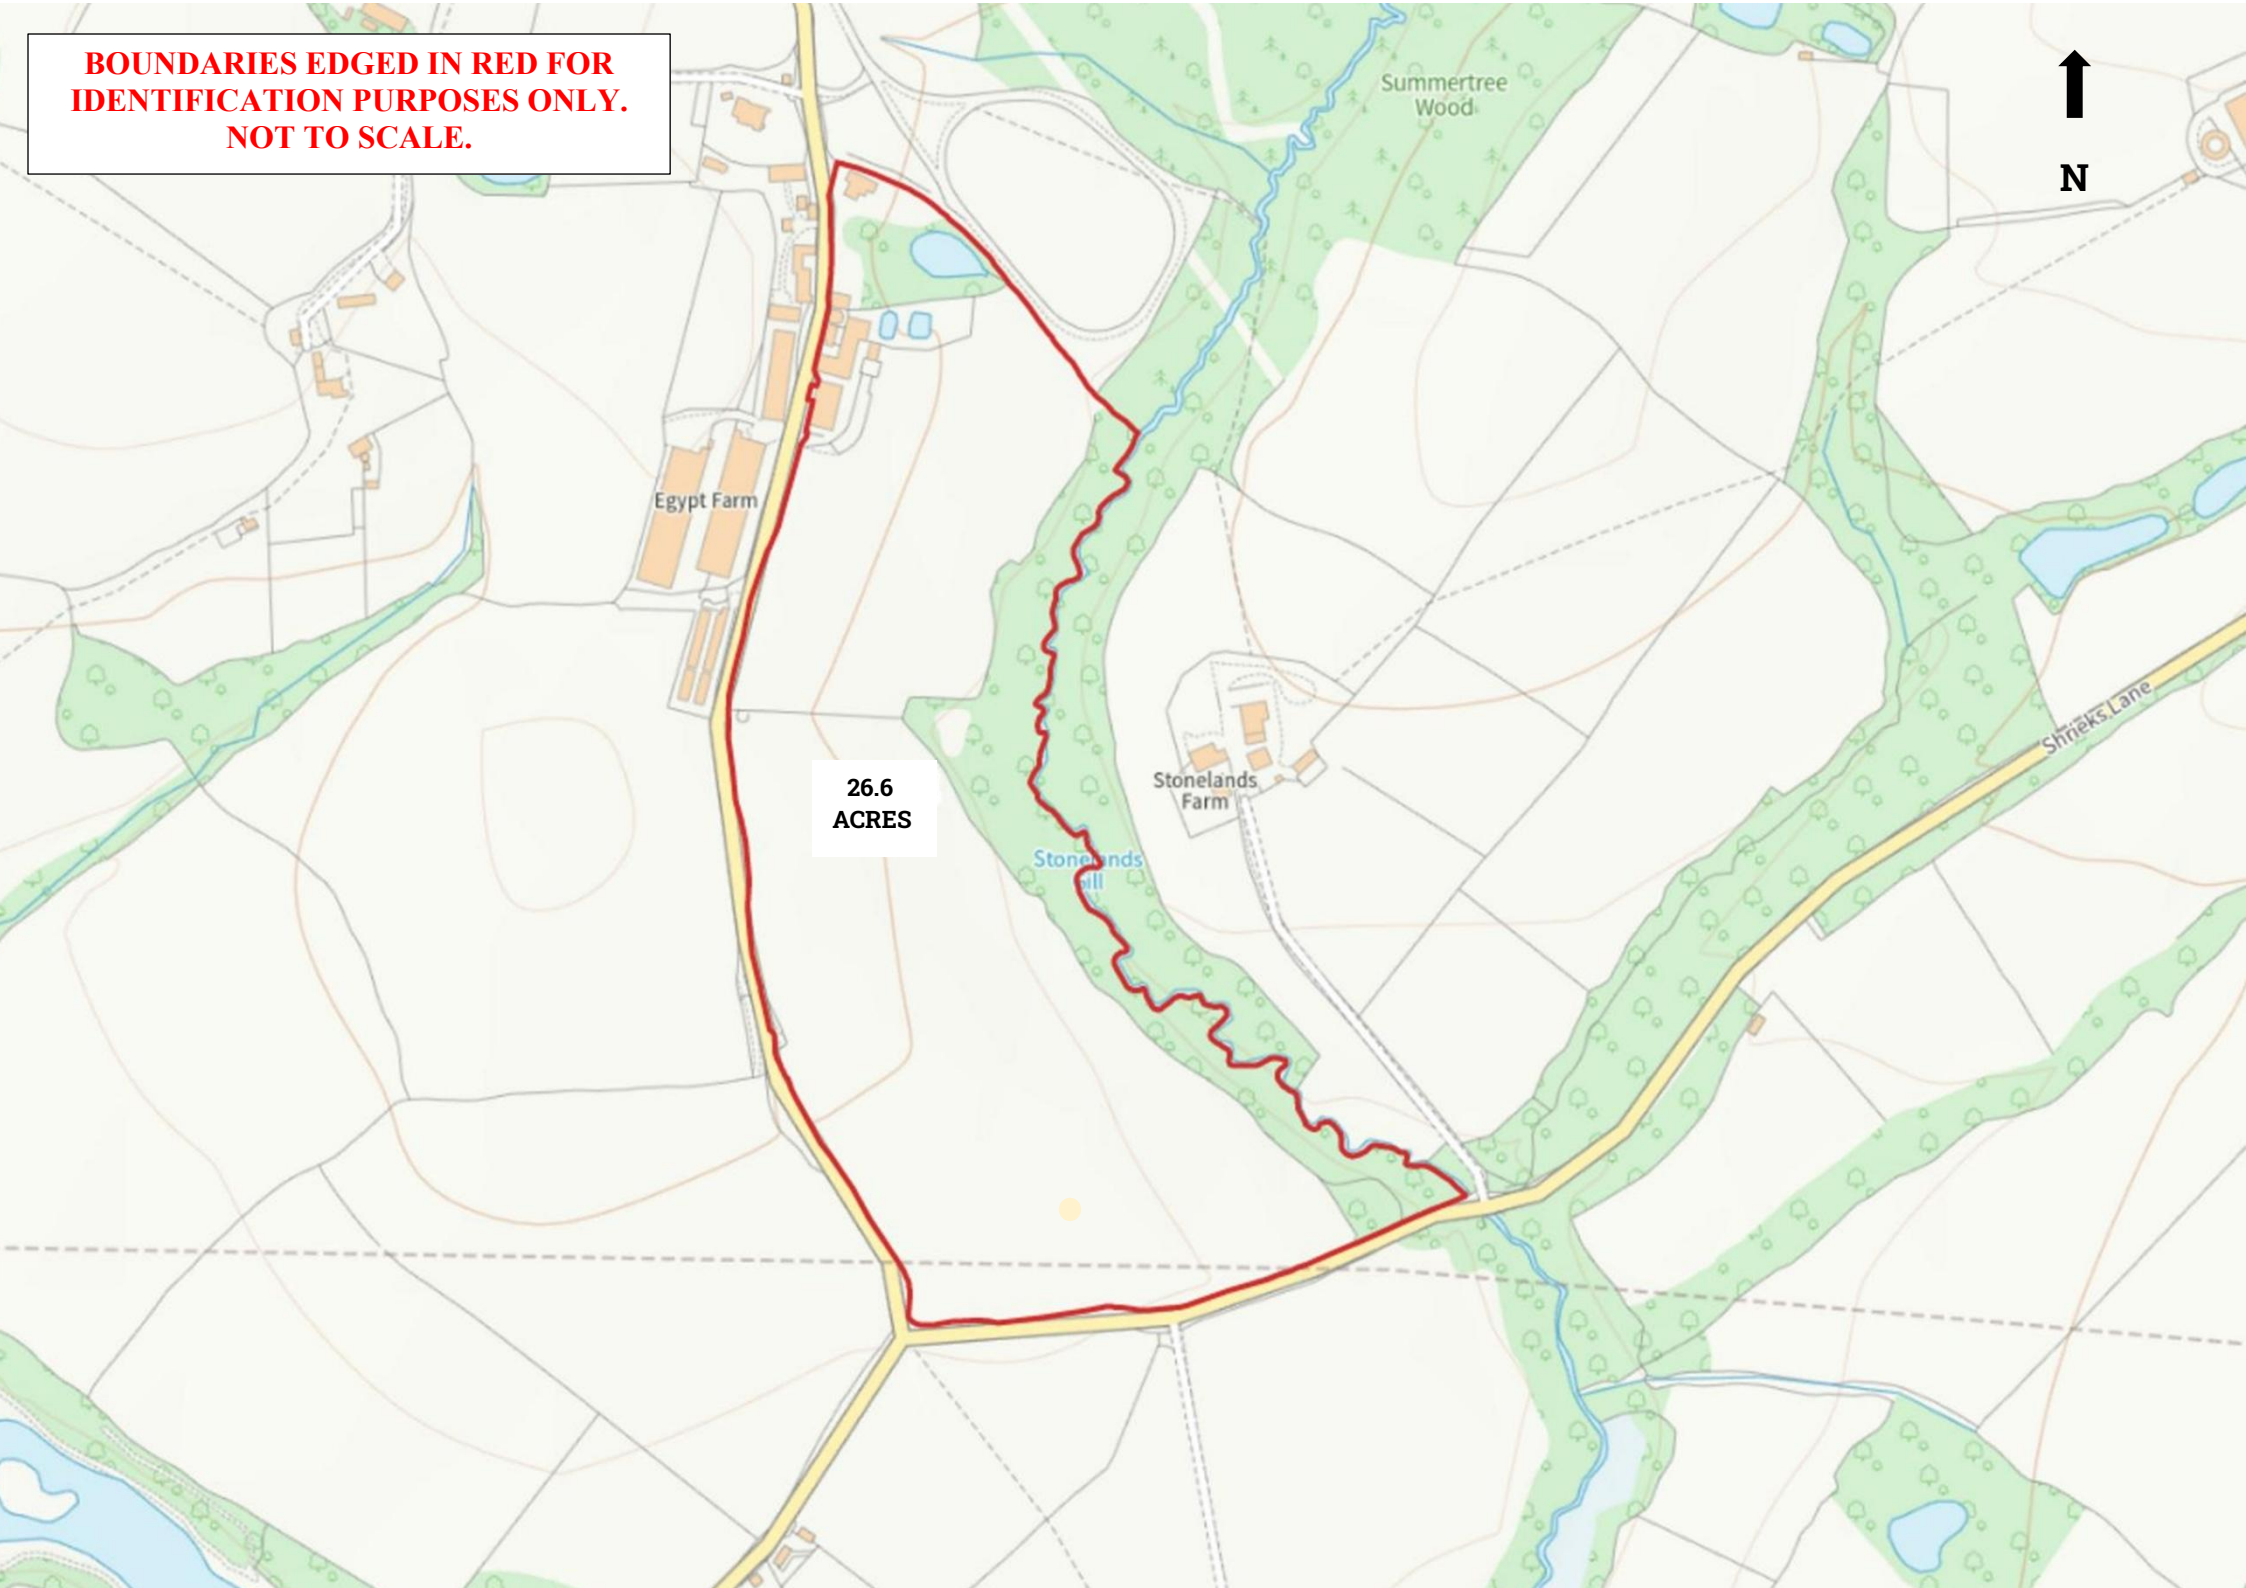 BOUNDARIES EDGED IN RED FOR
IDENTIFICATION PURPOSES ONLY.
NOT TO SCALE.
Summertree
Wood
N
Egypt Farm
Shrieks Lane
Stonelands
Farm
26.6
ACRES